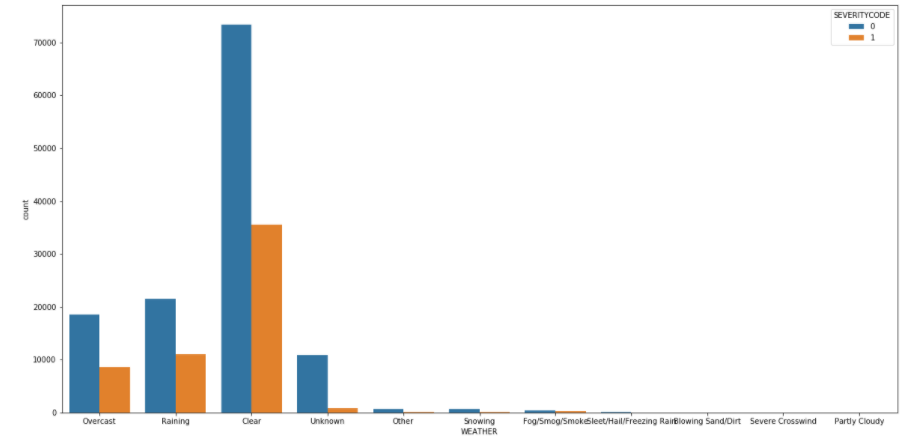 SEVERITYCODE
0
1
70000
60000
50000
40000
30000
20000
10000
0
count
Overcast Raining Clear Unknown Other Snowing Fog/Smog/Smoke Sleet/Hail/Freezing Rain Blowing Sand/Dirt Severe Crosswind Partly Cloudy
WEATHER